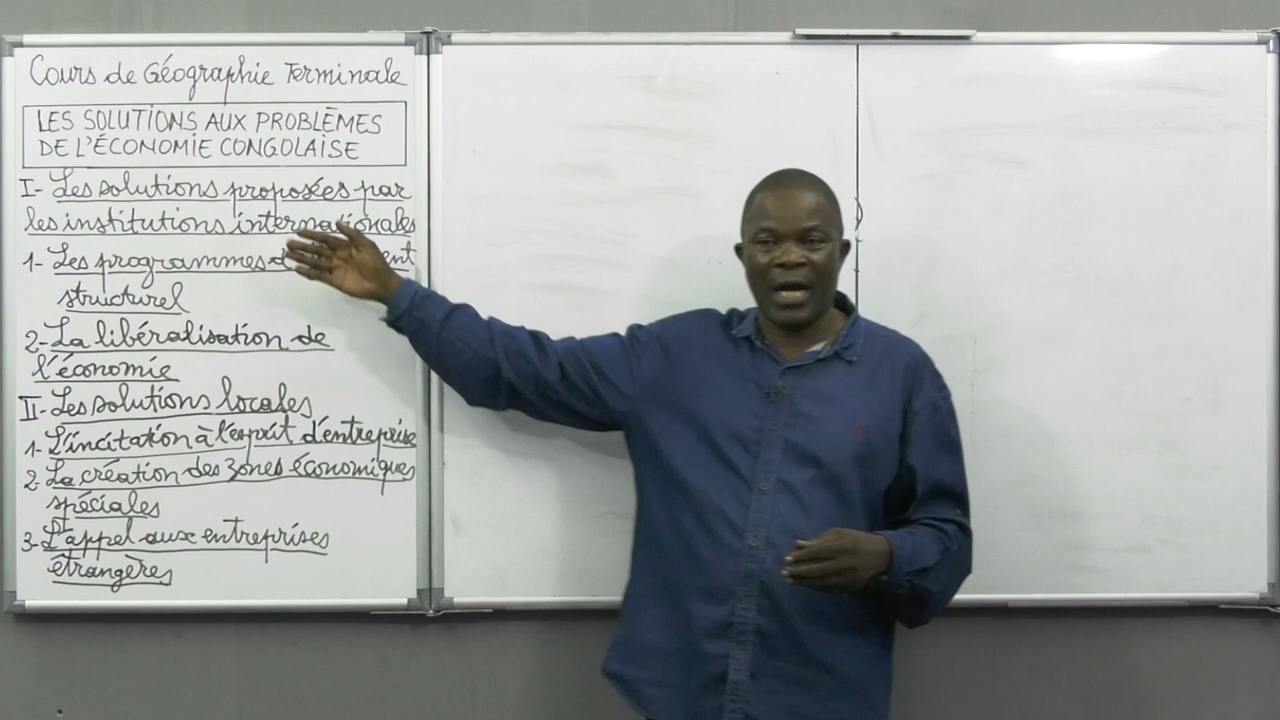 Cours de Géographie Terminale
LES SOLUTIONS AUX PROBLÈMES
DE L'ÉCONOMIE CONGOLAISE
I- Les solutions proposées par
les institutions internationales
1- Les programmes
structurel
2- La libéralisation de
l'économie
II- Les solutions locales
1- L'incitation à l'esprit d'entreprise
2- La création des zones économiques
spéciales
3- L'appel aux entreprises
étrangères